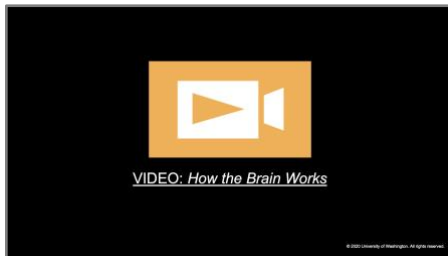 VIDEO: How the Brain Works
© 2020 University of Washington. All rights reserved.